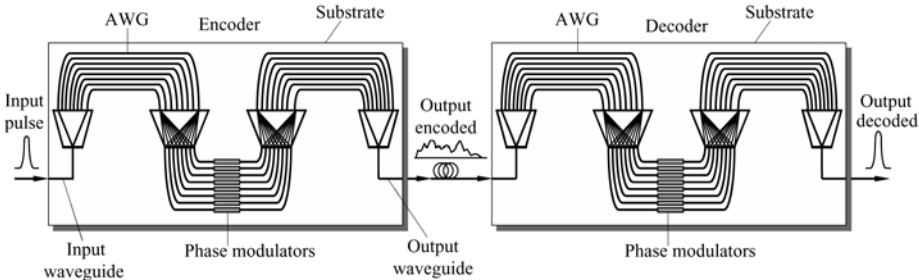 AWG
Encoder
Substrate
AWG
Decoder
Substrate
Input
pulse
Output
encoded
Output
decoded
Input
waveguide
Phase modulators
Output
waveguide
Phase modulators